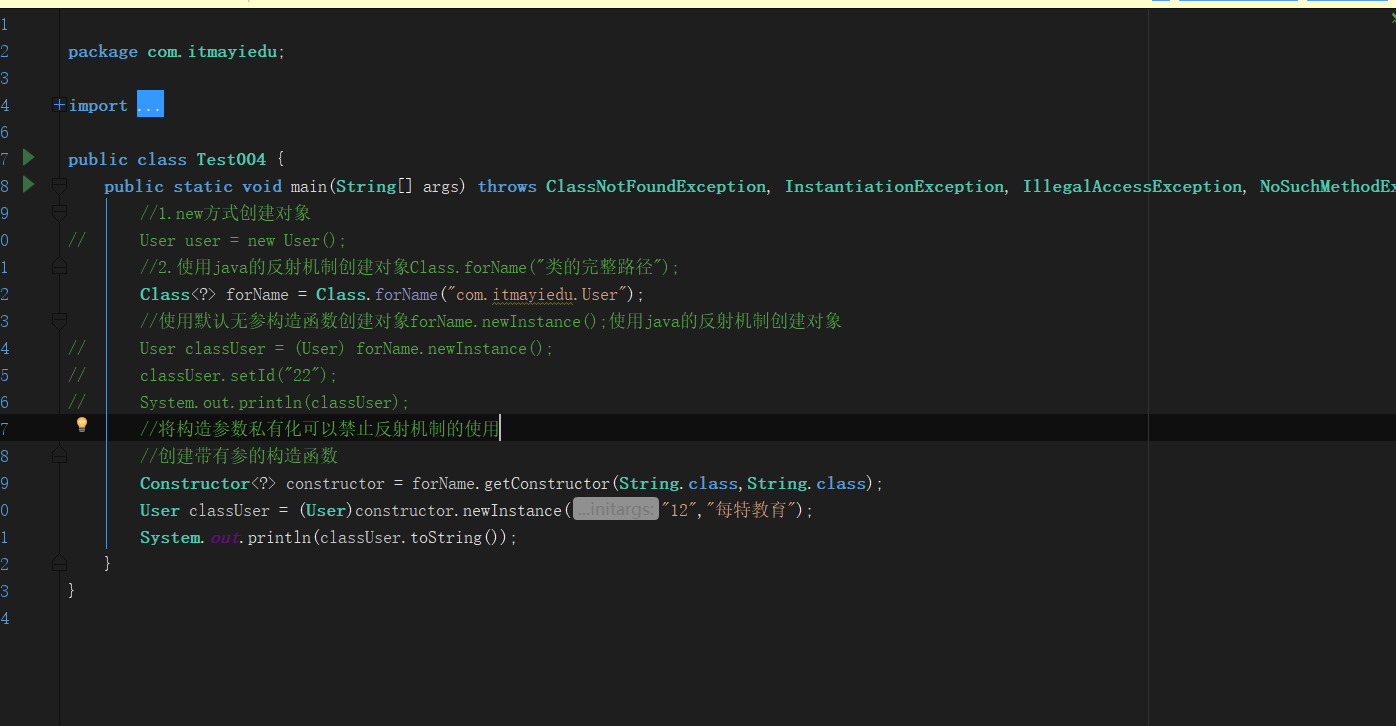 1
2 package com.itmayiedu;
3
4 import ...
6
7 public class Test004 {
8 public static void main(String[] args) throws ClassNotFoundException, InstantiationException, IllegalAccessException, NoSuchMethodEx
9 //1.new方式创建对象
0 // User user = new User();
1 //2.使用java的反射机制创建对象Class.forName("类的完整路径");
2 Class<?> forName = Class.forName("com.itmayiedu.User");
3 //使用默认无参构造函数创建对象forName.newInstance();使用java的反射机制创建对象
4 // User classUser = (User) forName.newInstance();
5 // classUser.setId("22");
6 // System.out.println(classUser);
7 //将构造参数私有化可以禁止反射机制的使用
8 //创建带有参的构造函数
9 Constructor<?> constructor = forName.getConstructor(String.class,String.class);
0 User classUser = (User)constructor.newInstance( ...initargs: "12","每特教育");
1 System.out.println(classUser.toString());
2 }
3 }
4